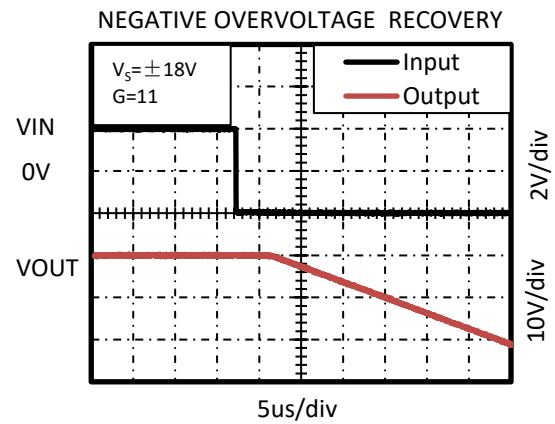 NEGATIVE OVERVOLTAGE RECOVERY
Vₛ=±18V
G=11
Input
Output
VIN
0V
VOUT
2V/div
10V/div
5us/div